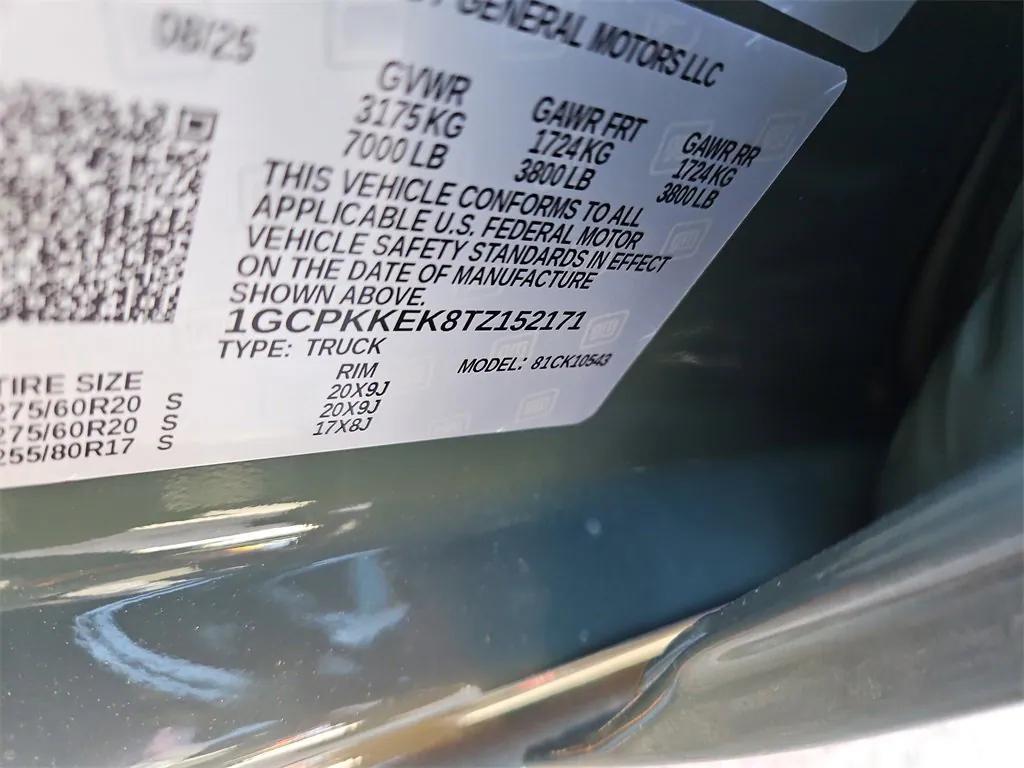 08/25
GENERAL MOTORS LLC
GVWR GAWR FRT GAWR RR
3175 KG 1724 KG 1724 KG
7000 LB 3800 LB 3800 LB
THIS VEHICLE CONFORMS TO ALL
APPLICABLE U.S. FEDERAL MOTOR
VEHICLE SAFETY STANDARDS IN EFFECT
ON THE DATE OF MANUFACTURE
SHOWN ABOVE.
1GCPKKEK8TZ152171
TYPE: TRUCK MODEL: 81CK10543
TIRE SIZE RIM
275/60R20 S 20X9J
275/60R20 S 20X9J
255/80R17 S 17X8J